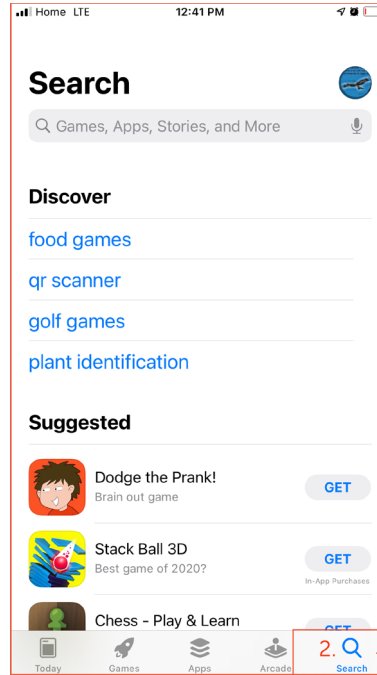 Home LTE 12:41 PM
Search
Games, Apps, Stories, and More
Discover
food games
qr scanner
golf games
plant identification
Suggested
Dodge the Prank!
Brain out game
GET
Stack Ball 3D
Best game of 2020?
GET
In-App Purchases
Chess - Play & Learn
GET
2.
Today Games Apps Arcade Search